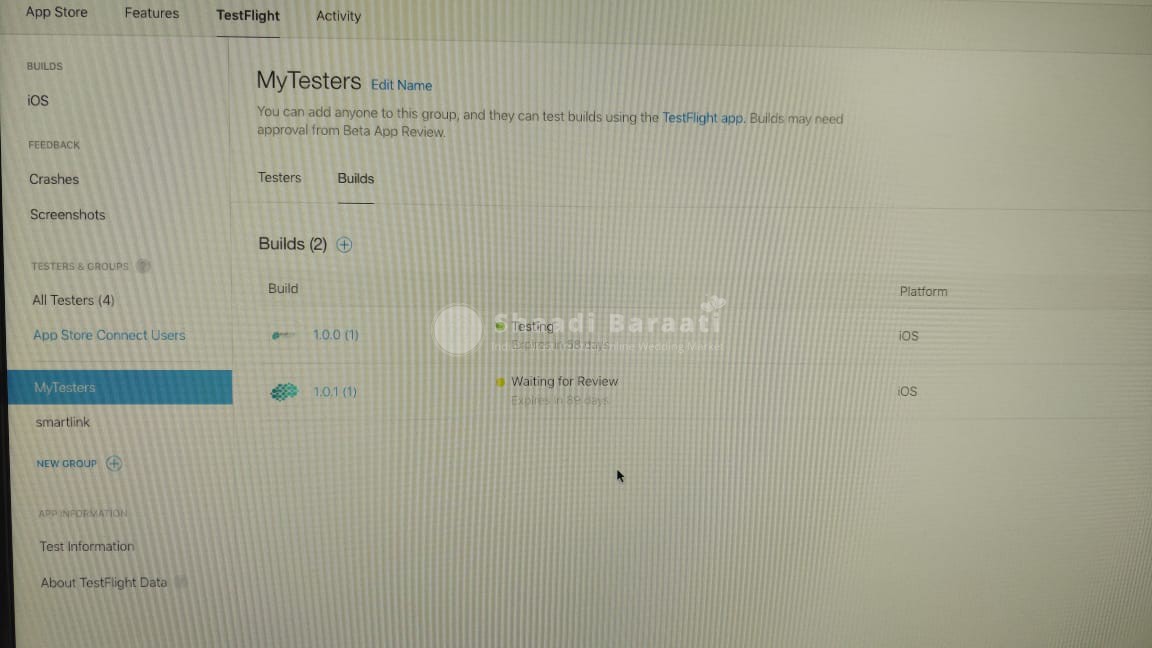 App Store Features TestFlight Activity
BUILDS
iOS
FEEDBACK
Crashes
Screenshots
TESTERS & GROUPS ?
All Testers (4)
App Store Connect Users
MyTesters
smartlink
NEW GROUP
APP INFORMATION
Test Information
About TestFlight Data
MyTesters Edit Name
You can add anyone to this group, and they can test builds using the TestFlight app. Builds may need
approval from Beta App Review.
Testers Builds
Builds (2)
Build Platform
1.0.0 (1) Testing iOS
Expires in 58 days
1.0.1 (1) Waiting for Review iOS
Expires in 89 days
Shaadi Baraati
Wedding Market